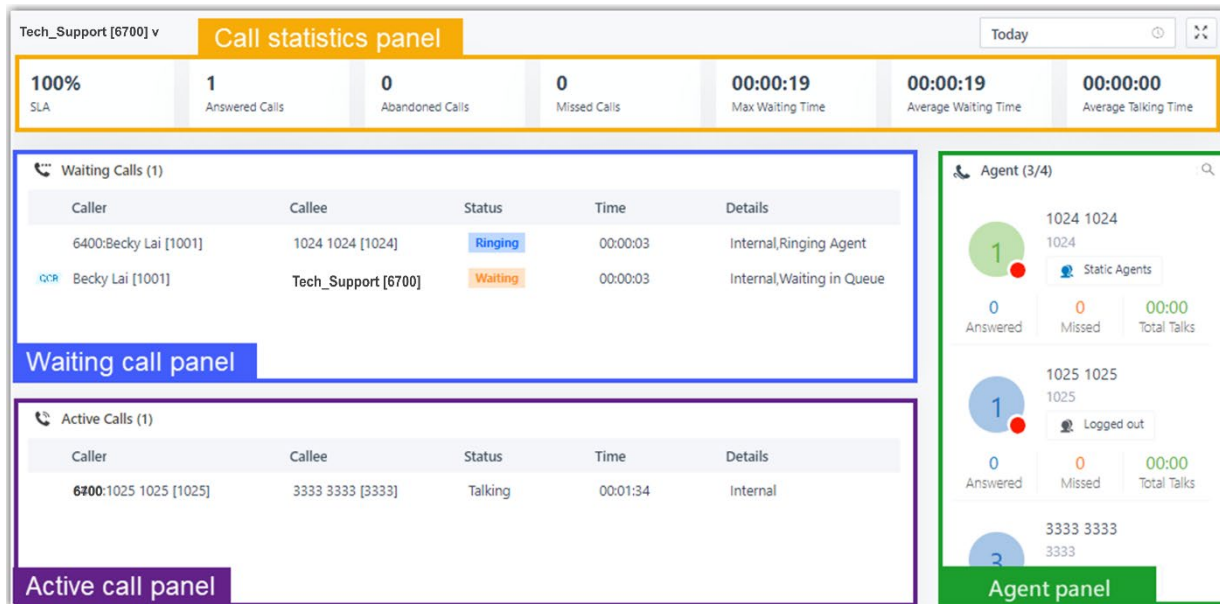 Tech_Support [6700] v
Call statistics panel
Today
100%
SLA
1
Answered Calls
0
Abandoned Calls
0
Missed Calls
00:00:19
Max Waiting Time
00:00:19
Average Waiting Time
00:00:00
Average Talking Time
Waiting Calls (1)
Caller Callee Status Time Details
6400:Becky Lai [1001] 1024 1024 [1024] Ringing 00:00:03 Internal,Ringing Agent
Becky Lai [1001] Tech_Support [6700] Waiting 00:00:03 Internal,Waiting in Queue
Waiting call panel
Active Calls (1)
Caller Callee Status Time Details
6700:1025 1025 [1025] 3333 3333 [3333] Talking 00:01:34 Internal
Active call panel
Agent (3/4)
1
1024 1024
1024
Static Agents
0 0 00:00
Answered Missed Total Talks
1
1025 1025
1025
Logged out
0 0 00:00
Answered Missed Total Talks
3
3333 3333
3333
Agent panel